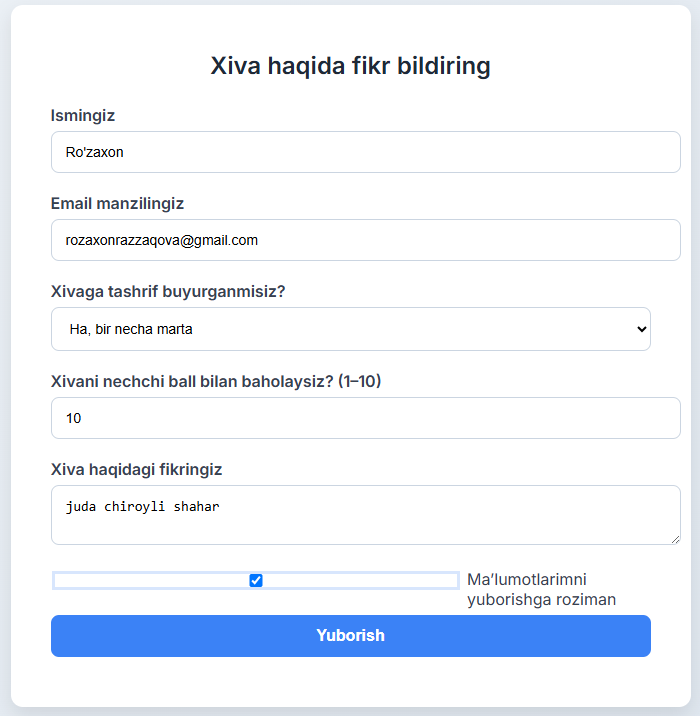 Xiva haqida fikr bildiring
Ismingiz
Ro'zaxon
Email manzilingiz
rozaxonrazzaqova@gmail.com
Xivaga tashrif buyurganmisiz?
Ha, bir necha marta
Xivani nechchi ball bilan baholaysiz? (1–10)
10
Xiva haqidagi fikringiz
juda chiroyli shahar
Ma’lumotlarimni
yuborishga roziman
Yuborish